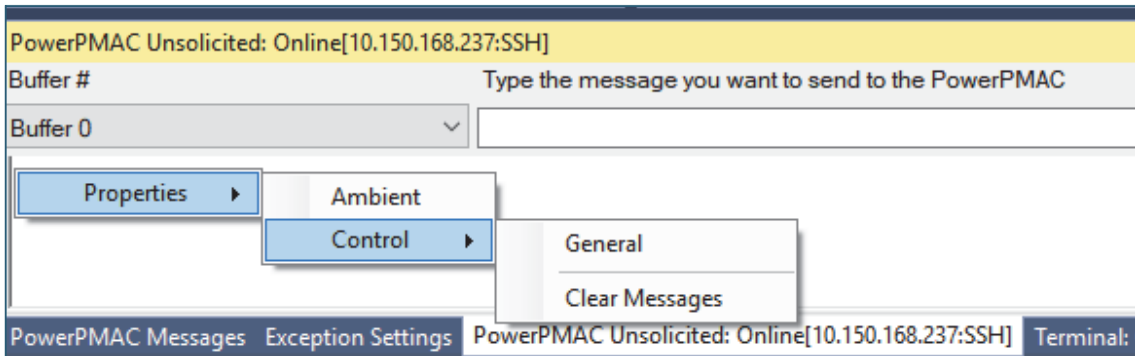 PowerPMAC Unsolicited: Online[10.150.168.237:SSH]
Buffer #
Type the message you want to send to the PowerPMAC
Buffer 0
Properties
Ambient
Control
General
Clear Messages
PowerPMAC Messages
Exception Settings
PowerPMAC Unsolicited: Online[10.150.168.237:SSH]
Terminal: